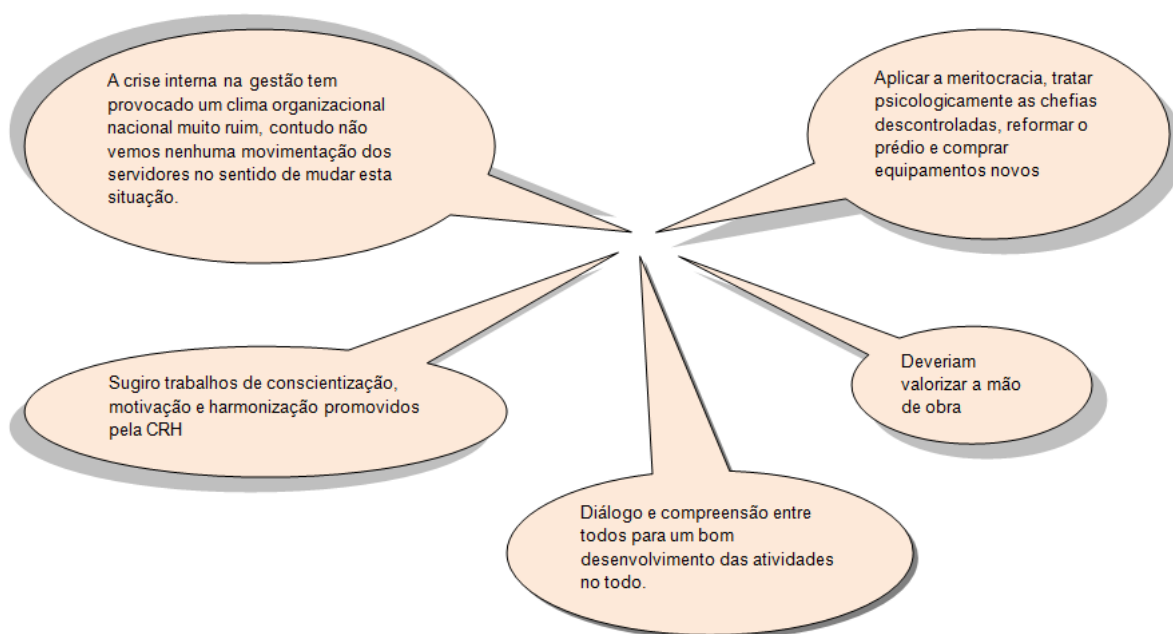 A crise interna na gestão tem
provocado um clima organizacional
nacional muito ruim, contudo não
vemos nenhuma movimentação dos
servidores no sentido de mudar esta
situação.
Aplicar a meritocracia, tratar
psicologicamente as chefias
descontroladas, reformar o
prédio e comprar
equipamentos novos
Sugiro trabalhos de conscientização,
motivação e harmonização promovidos
pela CRH
Deveriam
valorizar a mão
de obra
Diálogo e compreensão entre
todos para um bom
desenvolvimento das atividades
no todo.